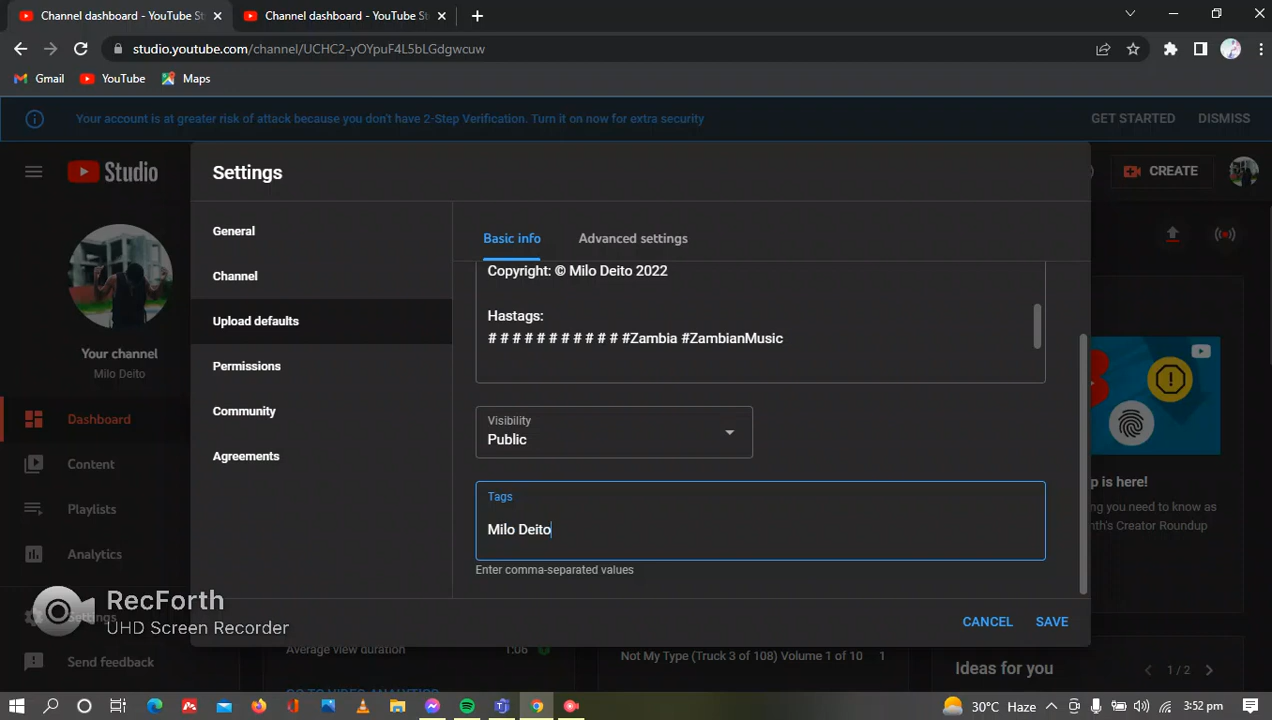 Channel dashboard - YouTube St
Channel dashboard - YouTube St
studio.youtube.com/channel/UCHC2-yOYpuF4L5bLGdgwcuw
Gmail
YouTube
Maps
Your account is at greater risk of attack because you don't have 2-Step Verification. Turn it on now for extra security
GET STARTED
DISMISS
Studio
Settings
CREATE
General
Basic info
Advanced settings
Channel
Copyright: © Milo Deito 2022
Upload defaults
Hastags:
# # # # # # # # # # # #Zambia #ZambianMusic
Your channel
Milo Deito
Permissions
Community
Visibility
Public
Dashboard
Agreements
Content
Tags
Milo Deito
p is here!
ng you need to know as
nth's Creator Roundup
Playlists
Analytics
Enter comma-separated values
RecForth
UHD Screen Recorder
Settings
CANCEL
SAVE
Send feedback
Average view duration
1:06
Not My Type (Truck 3 of 108) Volume 1 of 10 1
Ideas for you
1 / 2
GO TO VIDEO ANALYTICS
30°C Haze
3:52 pm